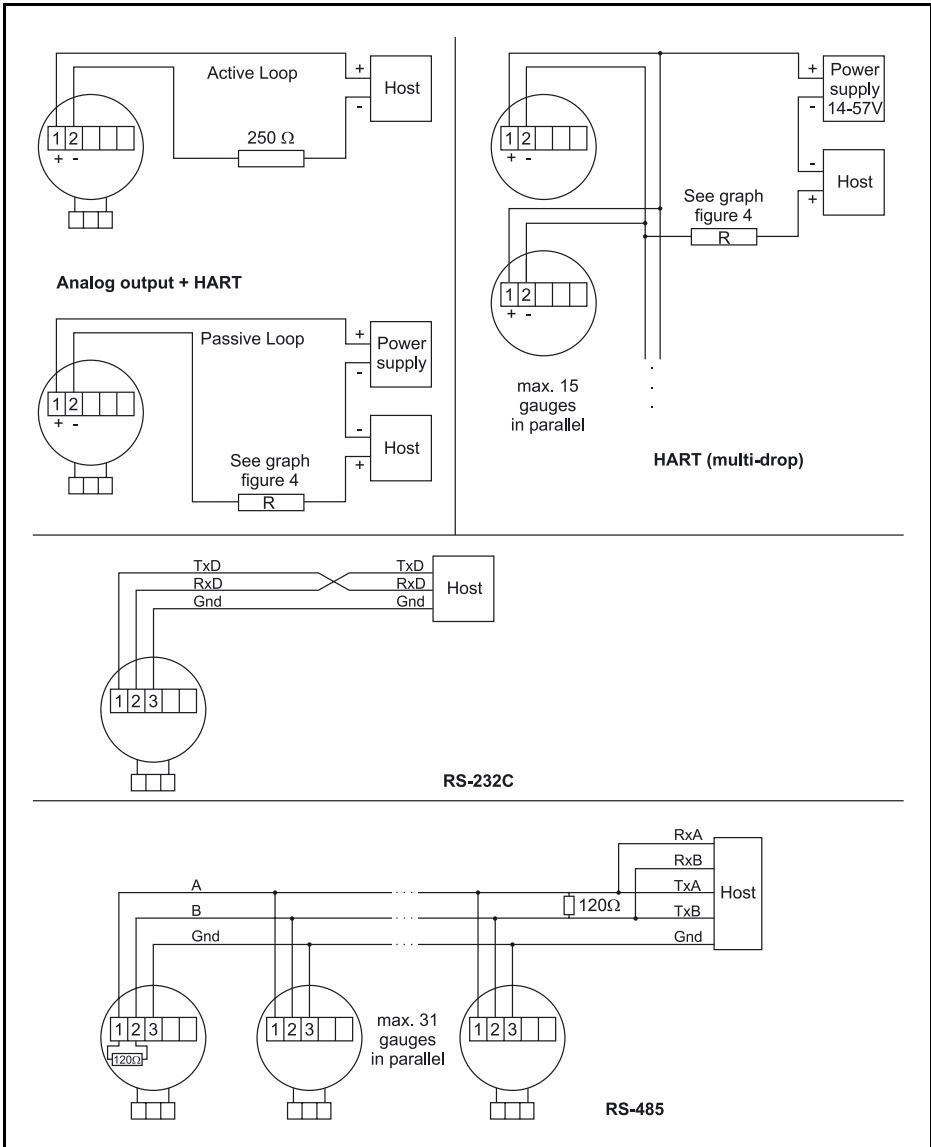 Active Loop
+
-
Host
250 Ω
1 2
+ -
Analog output + HART
Passive Loop
+
-
Power
supply
-
+
Host
1 2
+ -
See graph
figure 4
R
+
-
Power
supply
14-57V
-
+
Host
1 2
+ -
See graph
figure 4
R
1 2
+ -
max. 15
gauges
in parallel
HART (multi-drop)
TxD TxD
RxD RxD
Gnd Gnd
Host
1 2 3
RS-232C
RxA
RxB
A TxA
Host
120Ω
B TxB
Gnd Gnd
1 2 3
120Ω
1 2 3
max. 31
gauges
in parallel
1 2 3
RS-485